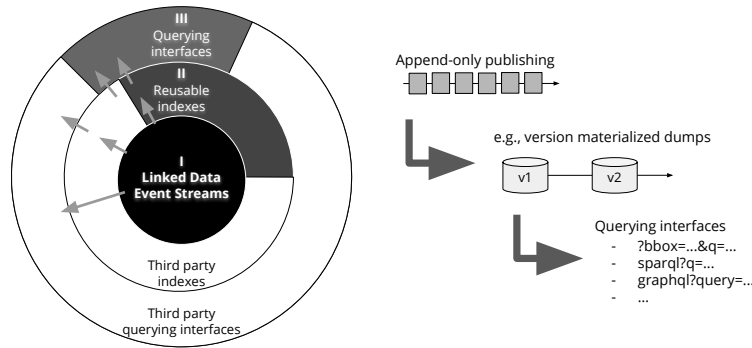 III
Querying
interfaces
II
Reusable
indexes
I
Linked Data
Event Streams
Third party
indexes
Third party
querying interfaces
Append-only publishing
e.g., version materialized dumps
v1
v2
Querying interfaces
- ?bbox=...&q=...
- sparql?q=...
- graphql?query=...
- ...